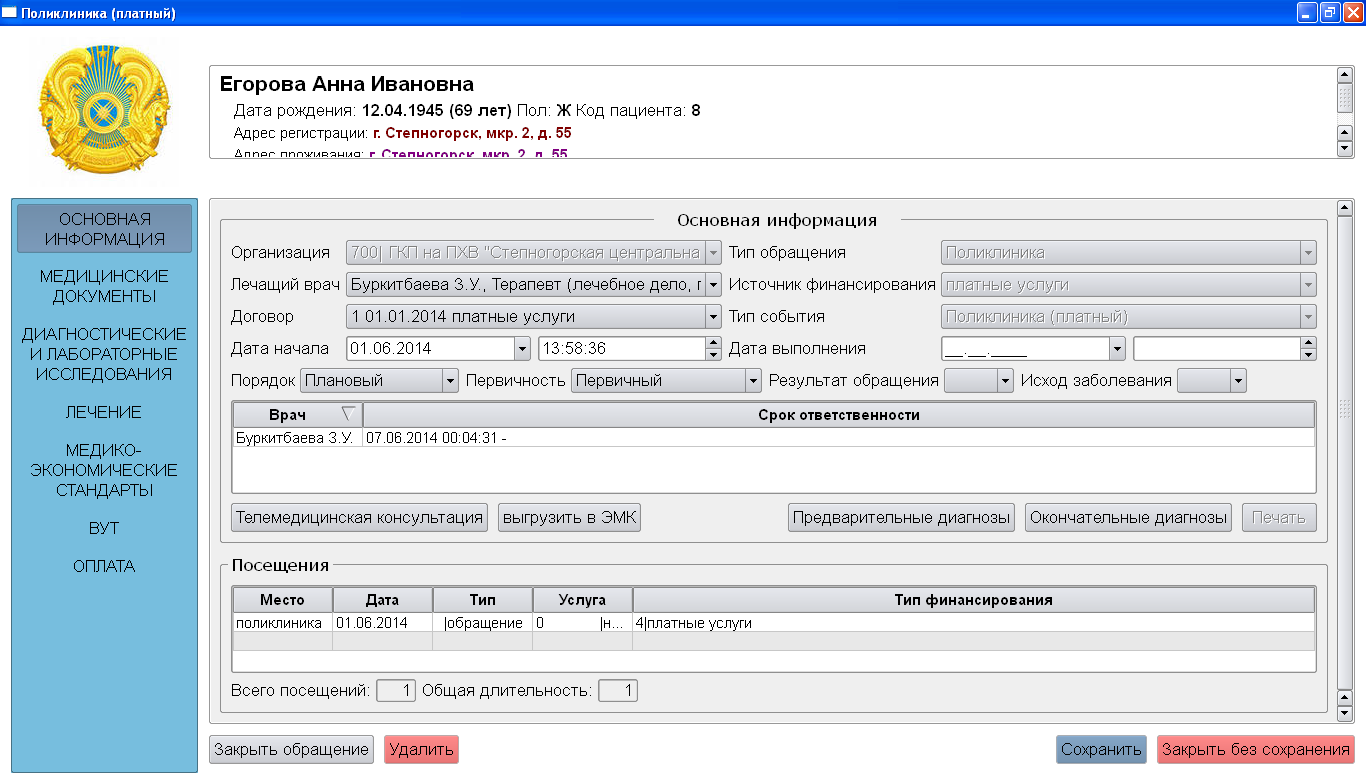 Поликлиника (платный)
Егорова Анна Ивановна
Дата рождения: 12.04.1945 (69 лет) Пол: Ж Код пациента: 8
Адрес регистрации: г. Степногорск, мкр. 2, д. 55
Адрес проживания: г. Степногорск, мкр. 2, д. 55
ОСНОВНАЯ
ИНФОРМАЦИЯ
МЕДИЦИНСКИЕ
ДОКУМЕНТЫ
ДИАГНОСТИЧЕСКИЕ
И ЛАБОРАТОРНЫЕ
ИССЛЕДОВАНИЯ
ЛЕЧЕНИЕ
МЕДИКО-
ЭКОНОМИЧЕСКИЕ
СТАНДАРТЫ
ВУТ
ОПЛАТА
Основная информация
Организация 700| ГКП на ПХВ "Степногорская центральна Тип обращения Поликлиника
Лечащий врач Буркитбаева З.У., Терапевт (лечебное дело, г Источник финансирования платные услуги
Договор 1 01.01.2014 платные услуги Тип события Поликлиника (платный)
Дата начала 01.06.2014 13:58:36 Дата выполнения __.__.____
Порядок Плановый Первичность Первичный Результат обращения Исход заболевания
Врач Срок ответственности
Буркитбаева З.У. 07.06.2014 00:04:31 -
Телемедицинская консультация выгрузить в ЭМК Предварительные диагнозы Окончательные диагнозы Печать
Посещения
Место Дата Тип Услуга Тип финансирования
поликлиника 01.06.2014 |обращение 0 |н... 4|платные услуги
Всего посещений: 1 Общая длительность: 1
Закрыть обращение Удалить Сохранить Закрыть без сохранения